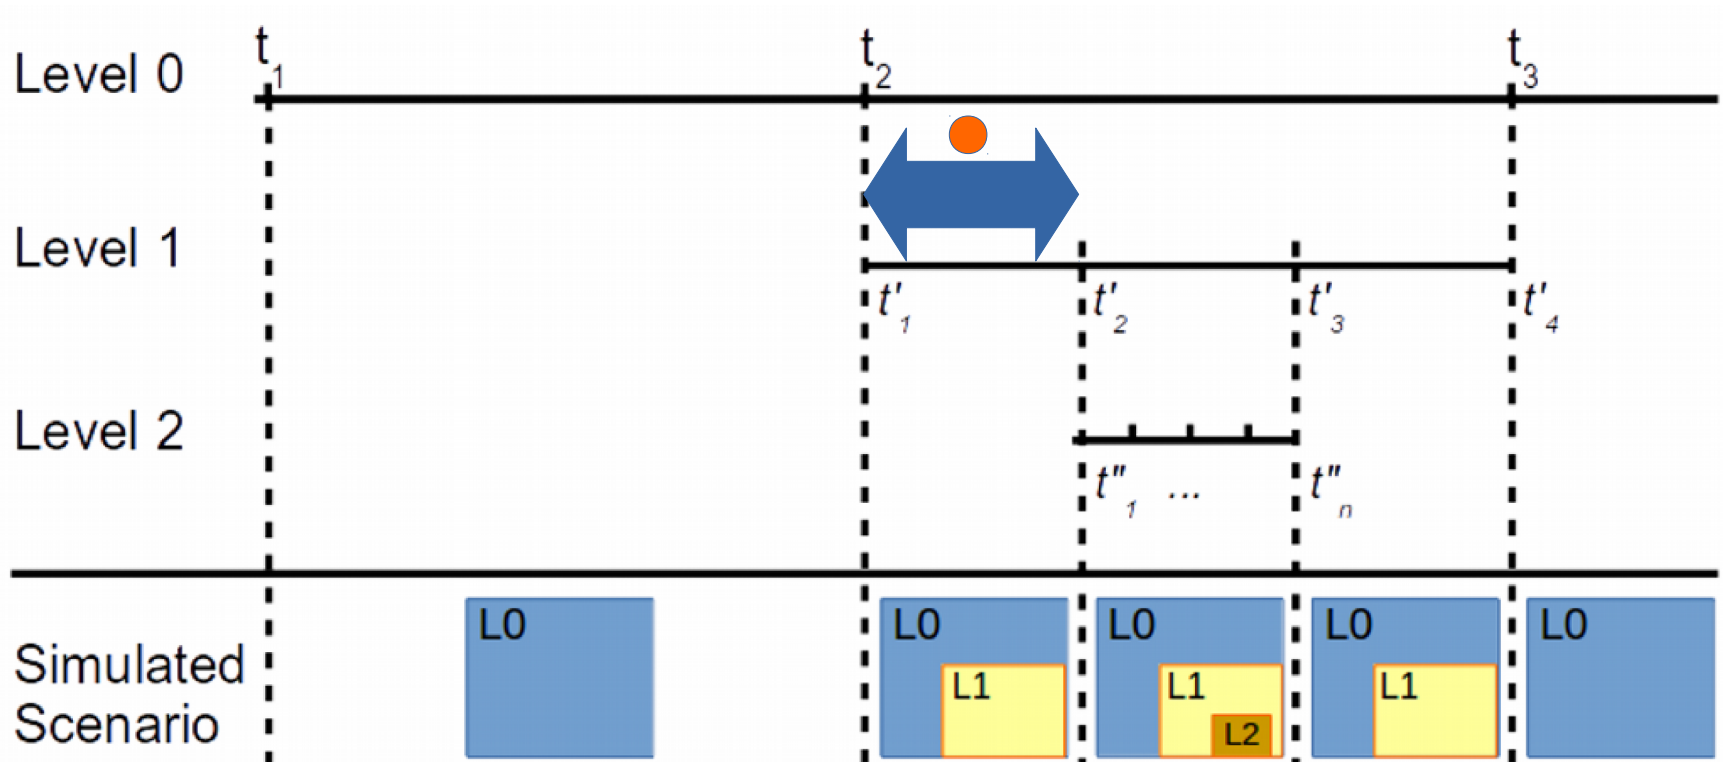 Level 0 t1 t2 t3
Level 1
t'1 t'2 t'3 t'4
Level 2
t"1 ... t"n
L0 L0 L0 L0 L0
L1 L1 L1
L2
Simulated
Scenario